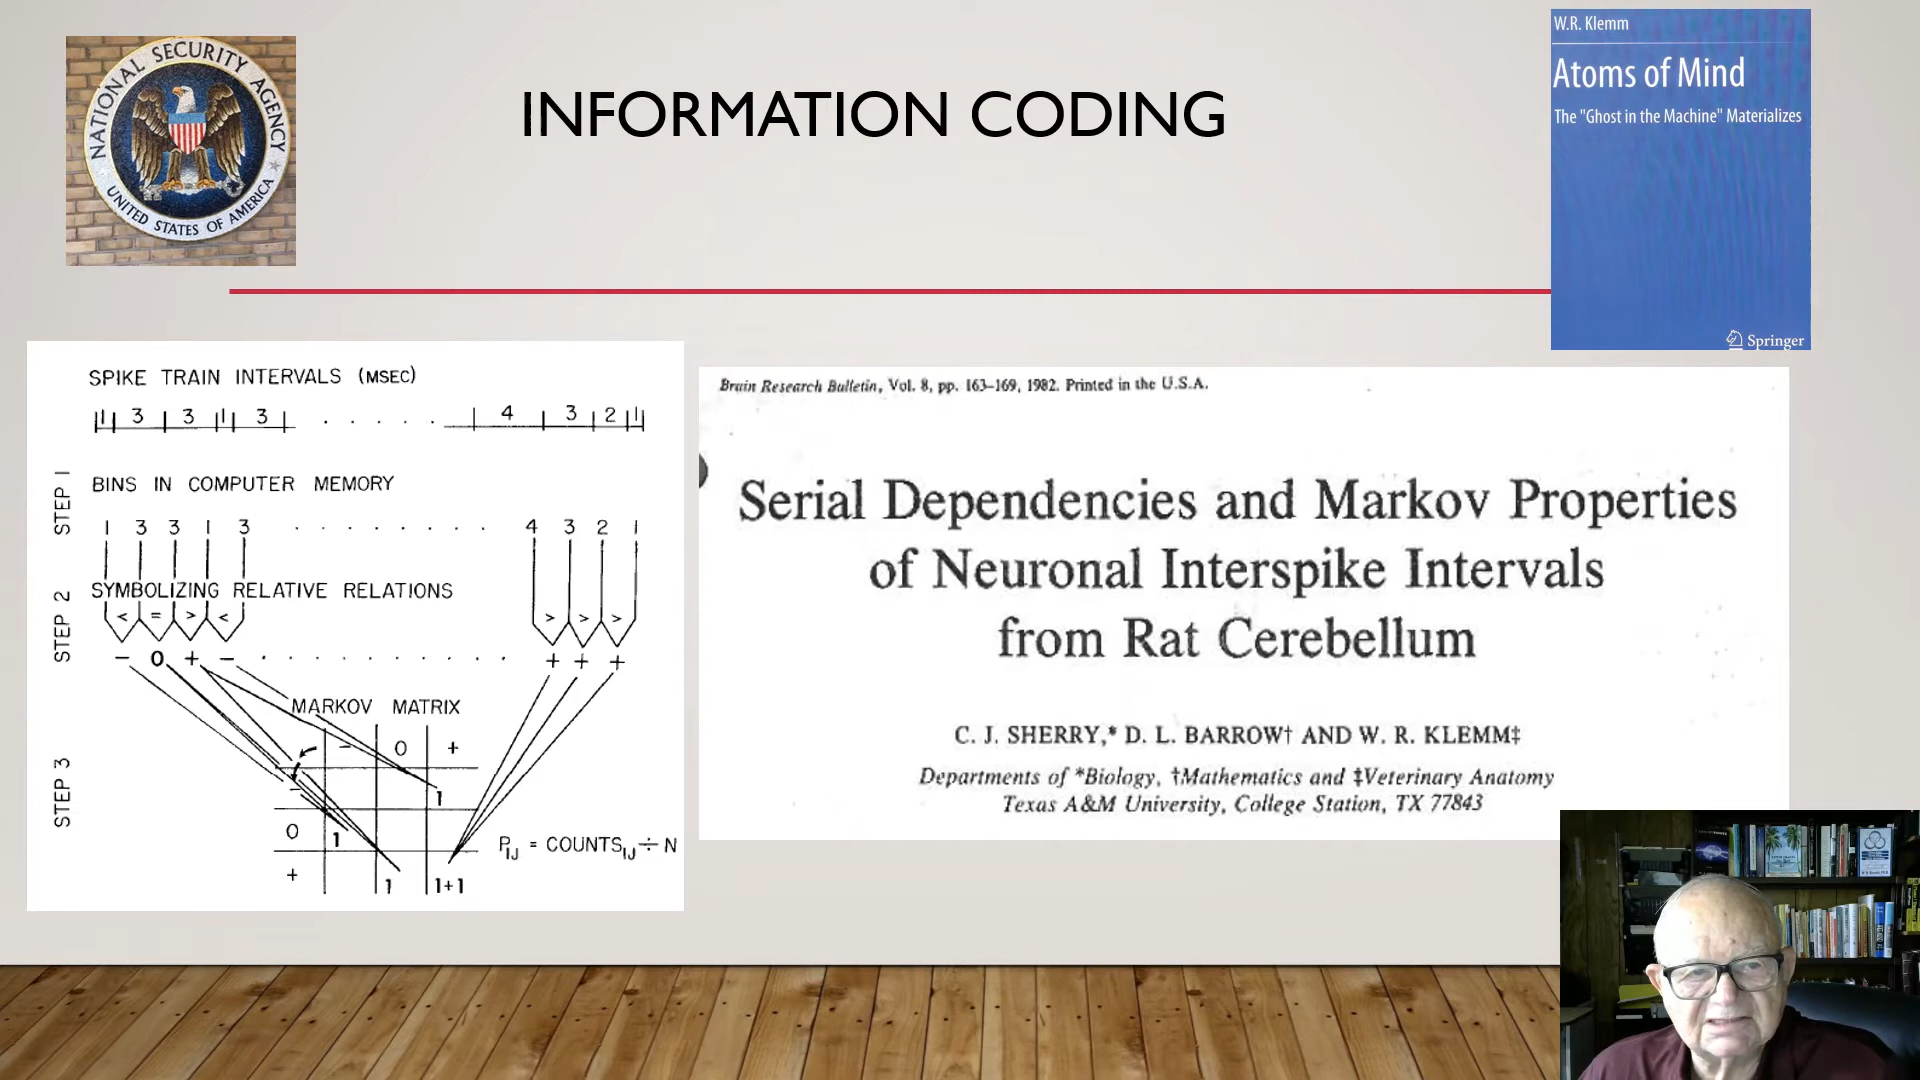 NATIONAL SECURITY AGENCY
UNITED STATES OF AMERICA
INFORMATION CODING
W.R. Klemm
Atoms of Mind
The "Ghost in the Machine" Materializes
Springer
SPIKE TRAIN INTERVALS (MSEC)
1 3 3 1 3 . . . . . 4 3 2 1
STEP 1
BINS IN COMPUTER MEMORY
1 3 3 1 3 . . . . . . . . 4 3 2 1
STEP 2
SYMBOLIZING RELATIVE RELATIONS
< = > < > > >
− 0 + − . . . . . . . . . . + + +
STEP 3
MARKOV MATRIX
− 0 +
− 1
0 1
+ 1 1+1
PIJ = COUNTSIJ ÷ N
Brain Research Bulletin, Vol. 8, pp. 163–169, 1982. Printed in the U.S.A.
Serial Dependencies and Markov Properties
of Neuronal Interspike Intervals
from Rat Cerebellum
C. J. SHERRY,* D. L. BARROW† AND W. R. KLEMM‡
Departments of *Biology, †Mathematics and ‡Veterinary Anatomy
Texas A&M University, College Station, TX 77843